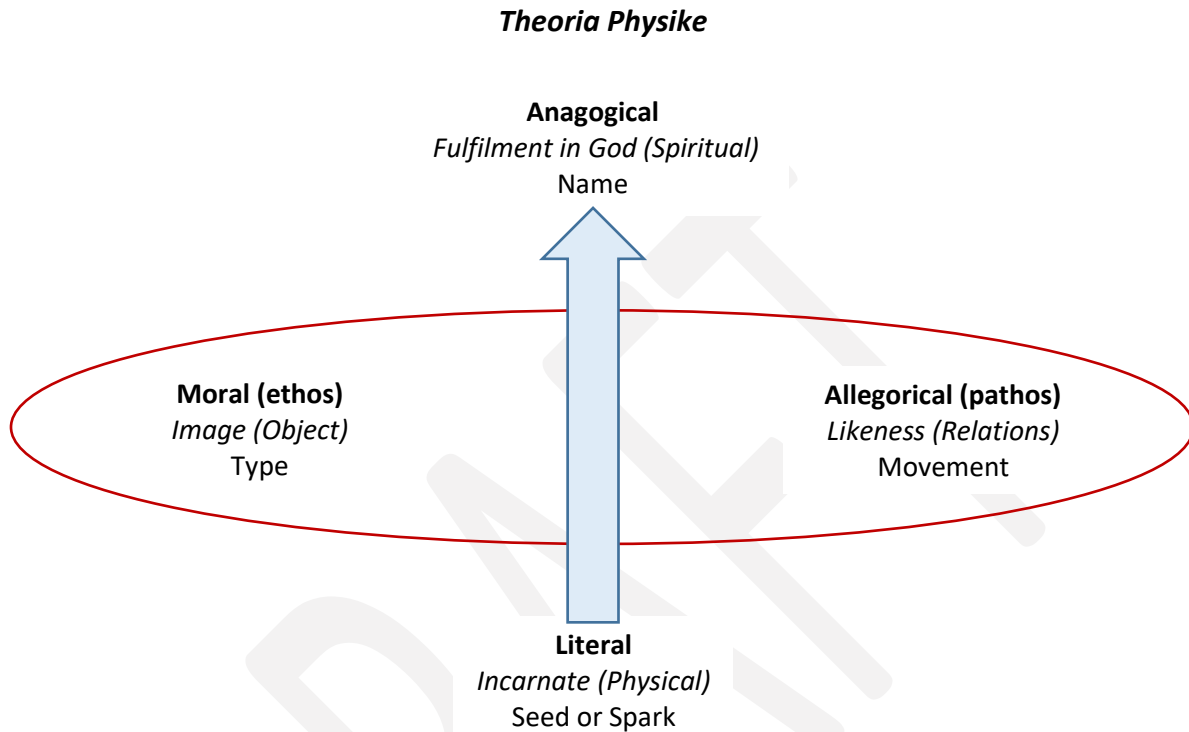 Theoria Physike
Anagogical
Fulfilment in God (Spiritual)
Name
Moral (ethos)
Image (Object)
Type
Allegorical (pathos)
Likeness (Relations)
Movement
Literal
Incarnate (Physical)
Seed or Spark
DRAFT